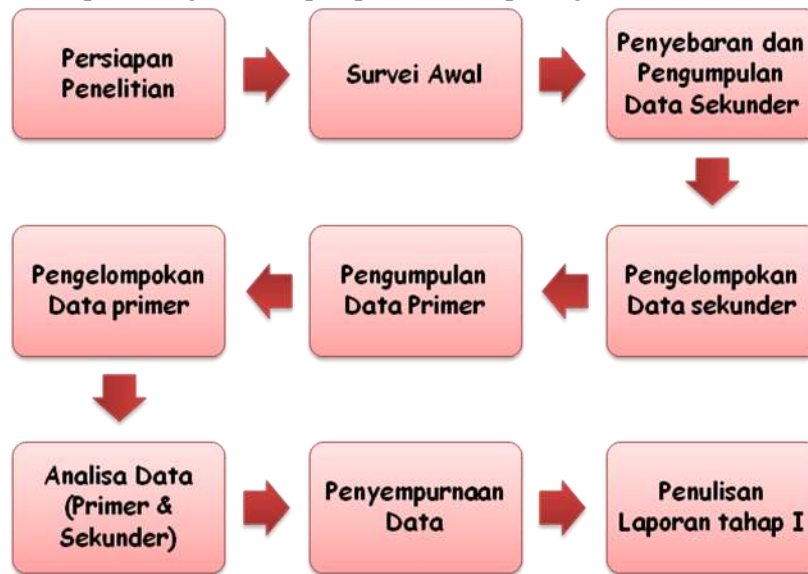 Persiapan
Penelitian
Survei Awal
Penyebaran dan
Pengumpulan
Data Sekunder
Pengelompokan
Data sekunder
Pengumpulan
Data Primer
Pengelompokan
Data primer
Analisa Data
(Primer &
Sekunder)
Penyempurnaan
Data
Penulisan
Laporan tahap I